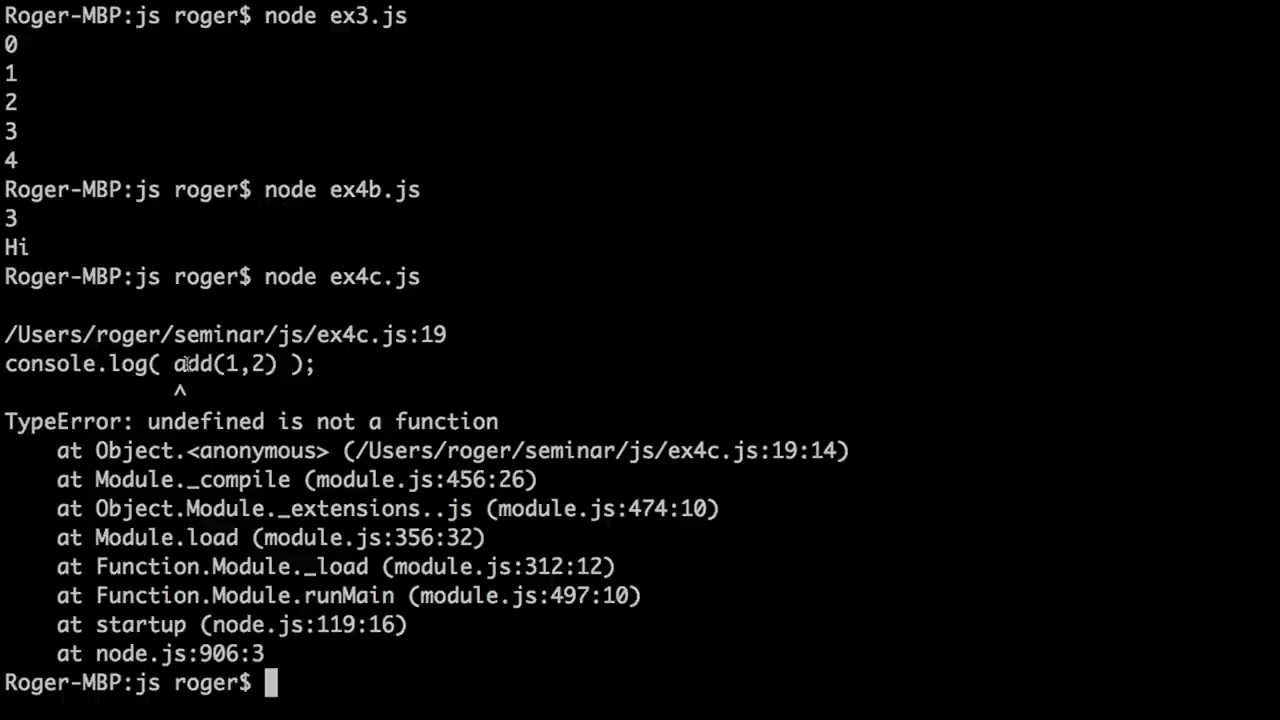 Roger-MBP:js roger$ node ex3.js
0
1
2
3
4
Roger-MBP:js roger$ node ex4b.js
3
Hi
Roger-MBP:js roger$ node ex4c.js

/Users/roger/seminar/js/ex4c.js:19
console.log( add(1,2) );
             ^
TypeError: undefined is not a function
    at Object.<anonymous> (/Users/roger/seminar/js/ex4c.js:19:14)
    at Module._compile (module.js:456:26)
    at Object.Module._extensions..js (module.js:474:10)
    at Module.load (module.js:356:32)
    at Function.Module._load (module.js:312:12)
    at Function.Module.runMain (module.js:497:10)
    at startup (node.js:119:16)
    at node.js:906:3
Roger-MBP:js roger$